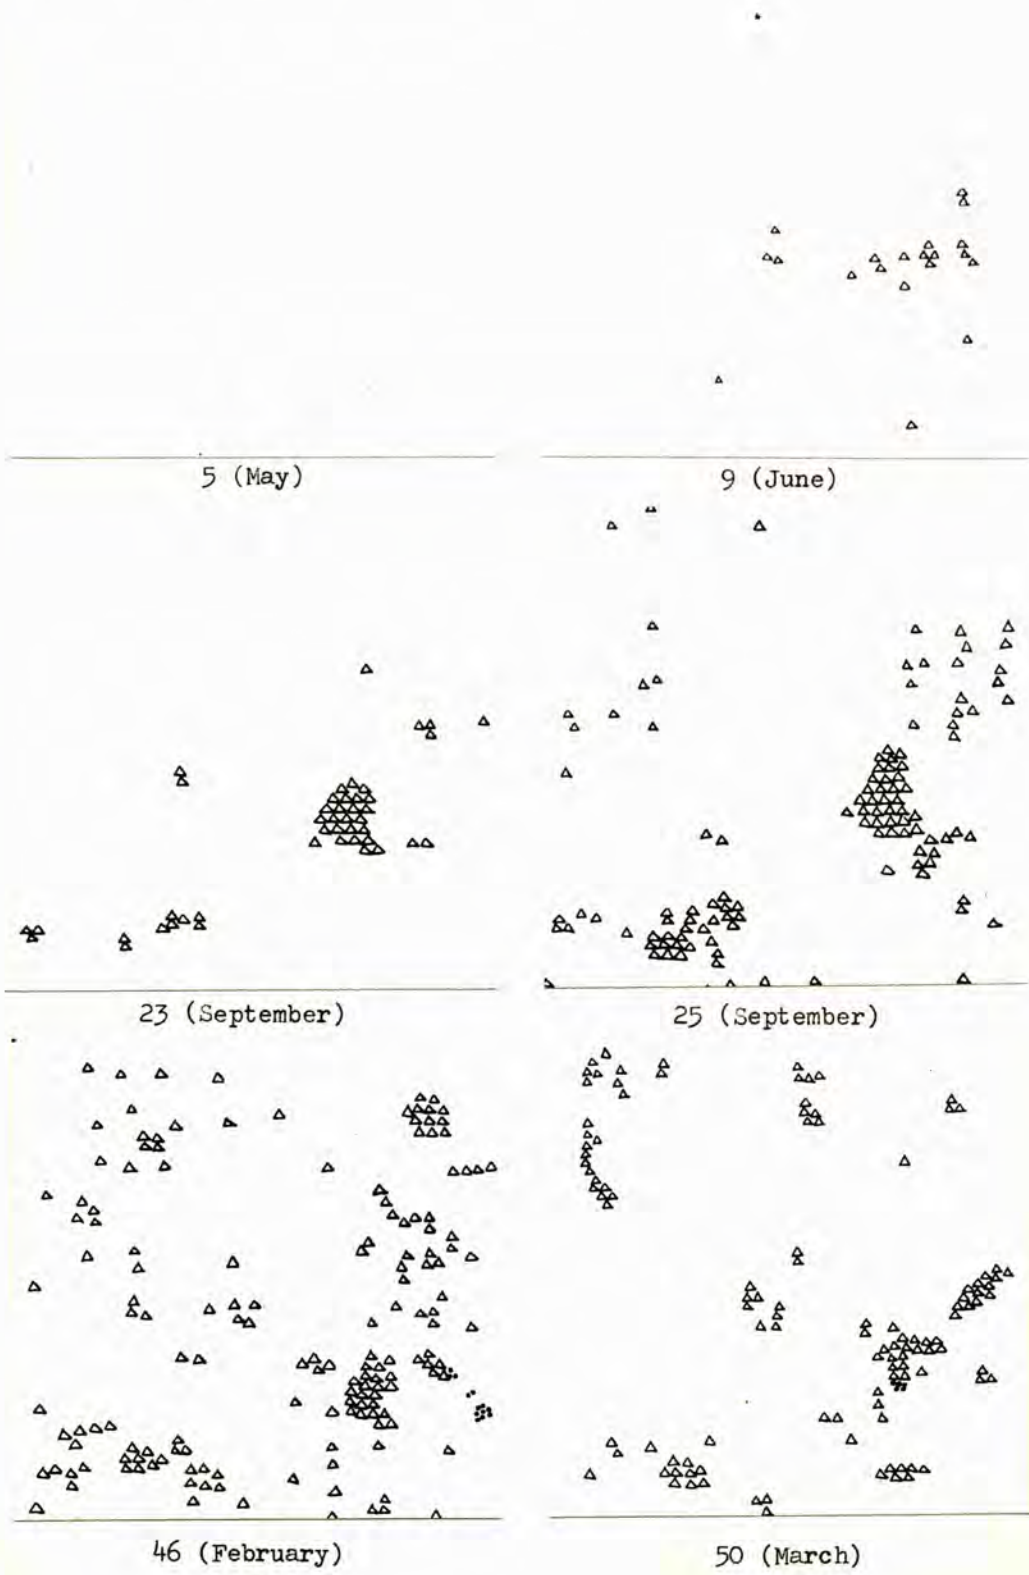 5 (May)
9 (June)
23 (September)
25 (September)
46 (February)
50 (March)